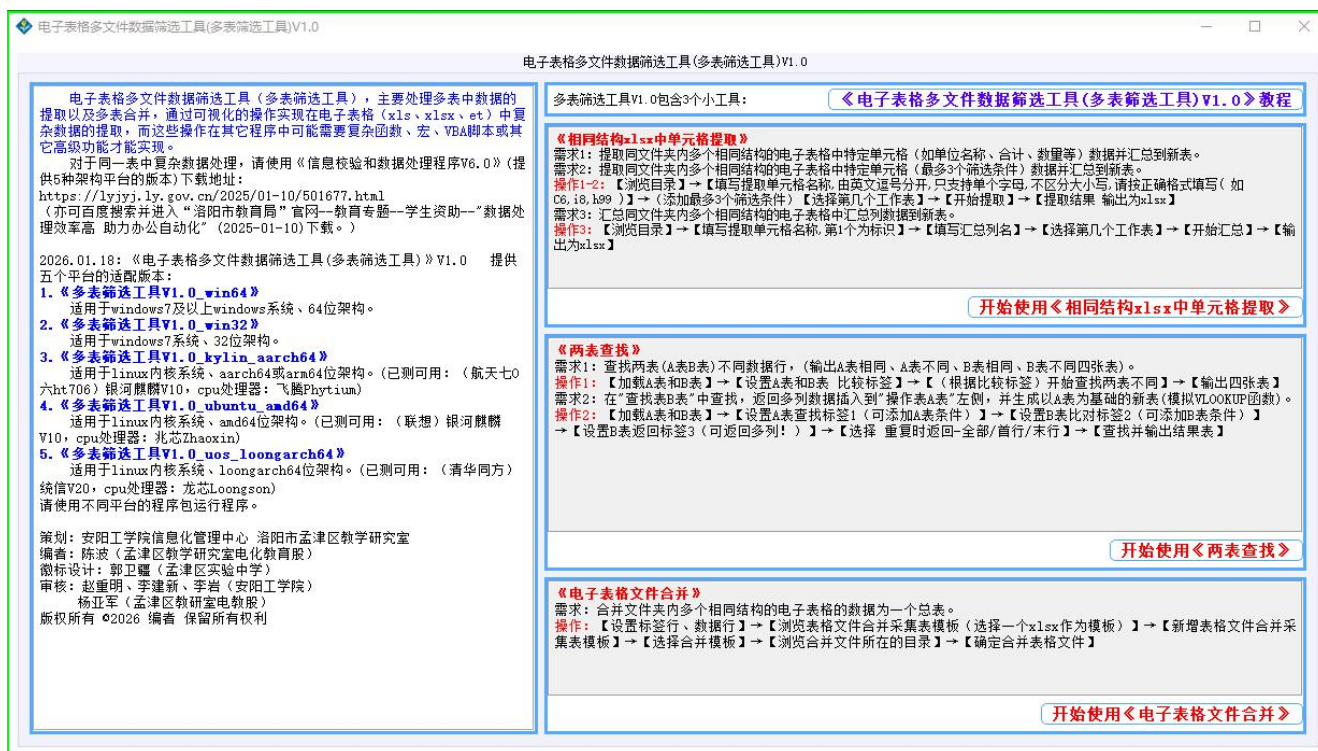 电子表格多文件数据筛选工具(多表筛选工具)V1.0
电子表格多文件数据筛选工具(多表筛选工具)V1.0
电子表格多文件数据筛选工具（多表筛选工具），主要处理多表中数据的
提取以及多表合并，通过可视化的操作实现在电子表格（xls、xlsx、et）中复
杂数据的提取，而这些操作在其它程序中可能需要复杂函数、宏、VBA脚本或其
它高级功能才能实现。
对于同一表中复杂数据处理，请使用《信息校验和数据处理程序V6.0》(提
供5种架构平台的版本)下载地址：
https://lyjyj.ly.gov.cn/2025/01-10/501677.html
(亦可百度搜索并进入“洛阳市教育局”官网--教育专题--学生资助--"数据处
理效率高 助力办公自动化"(2025-01-10)下载。)
2026.01.18：《电子表格多文件数据筛选工具(多表筛选工具)》V1.0 提供
五个平台的适配版本：
1.《多表筛选工具V1.0_win64》
适用于windows7及以上windows系统、64位架构。
2.《多表筛选工具V1.0_win32》
适用于windows7系统、32位架构。
3.《多表筛选工具V1.0_kylin_aarch64》
适用于linux内核系统、aarch64或arm64位架构。(已测可用：（航天七〇
六ht706）银河麒麟V10，cpu处理器：飞腾Phytium)
4.《多表筛选工具V1.0_ubuntu_amd64》
适用于linux内核系统、amd64位架构。(已测可用：（联想）银河麒麟
V10，cpu处理器：兆芯Zhaoxin)
5.《多表筛选工具V1.0_uos_loongarch64》
适用于linux内核系统、loongarch64位架构。(已测可用：（清华同方）
统信V20，cpu处理器：龙芯Loongson)
请使用不同平台的程序包运行程序。
策划：安阳工学院信息化管理中心 洛阳市孟津区教学研究室
编者：陈波（孟津区教学研究室电化教育股）
徽标设计：郭卫疆（孟津区实验中学）
审核：赵重明、李建新、李岩（安阳工学院）
杨亚军（孟津区教研室电教股）
版权所有 ©2026 编者 保留所有权利
多表筛选工具V1.0包含3个小工具：
《电子表格多文件数据筛选工具(多表筛选工具)V1.0》教程
《相同结构xlsx中单元格提取》
需求1：提取同文件夹内多个相同结构的电子表格中特定单元格（如单位名称、合计、数量等）数据并汇总到新表。
需求2：提取同文件夹内多个相同结构的电子表格中特定单元格（最多3个筛选条件）数据并汇总到新表。
操作1-2：【浏览目录】→【填写提取单元格名称,由英文逗号分开,只支持单个字母,不区分大小写,请按正确格式填写( 如
C6,i8,h99 )】→（添加最多3个筛选条件）【选择第几个工作表】→【开始提取】→【提取结果 输出为xlsx】
需求3：汇总同文件夹内多个相同结构的电子表格中汇总列数据到新表。
操作3：【浏览目录】→【填写提取单元格名称,第1个为标识】→【填写汇总列名】→【选择第几个工作表】→【开始汇总】→【输
出为xlsx】
开始使用《相同结构xlsx中单元格提取》
《两表查找》
需求1：查找两表(A表B表)不同数据行，(输出A表相同、A表不同、B表相同、B表不同四张表)。
操作1：【加载A表和B表】→【设置A表和B表 比较标签】→【（根据比较标签）开始查找两表不同】→【输出四张表】
需求2：在"查找表B表"中查找，返回多列数据插入到"操作表A表"左侧，并生成以A表为基础的新表(模拟VLOOKUP函数)。
操作2：【加载A表和B表】→【设置A表查找标签1（可添加A表条件）】→【设置B表比对标签2（可添加B表条件）】
→【设置B表返回标签3（可返回多列！）】→【选择 重复时返回-全部/首行/末行】→【查找并输出结果表】
开始使用《两表查找》
《电子表格文件合并》
需求：合并文件夹内多个相同结构的电子表格的数据为一个总表。
操作：【设置标签行、数据行】→【浏览表格文件合并采集表模板（选择一个xlsx作为模板）】→【新增表格文件合并采
集表模板】→【选择合并模板】→【浏览合并文件所在的目录】→【确定合并表格文件】
开始使用《电子表格文件合并》